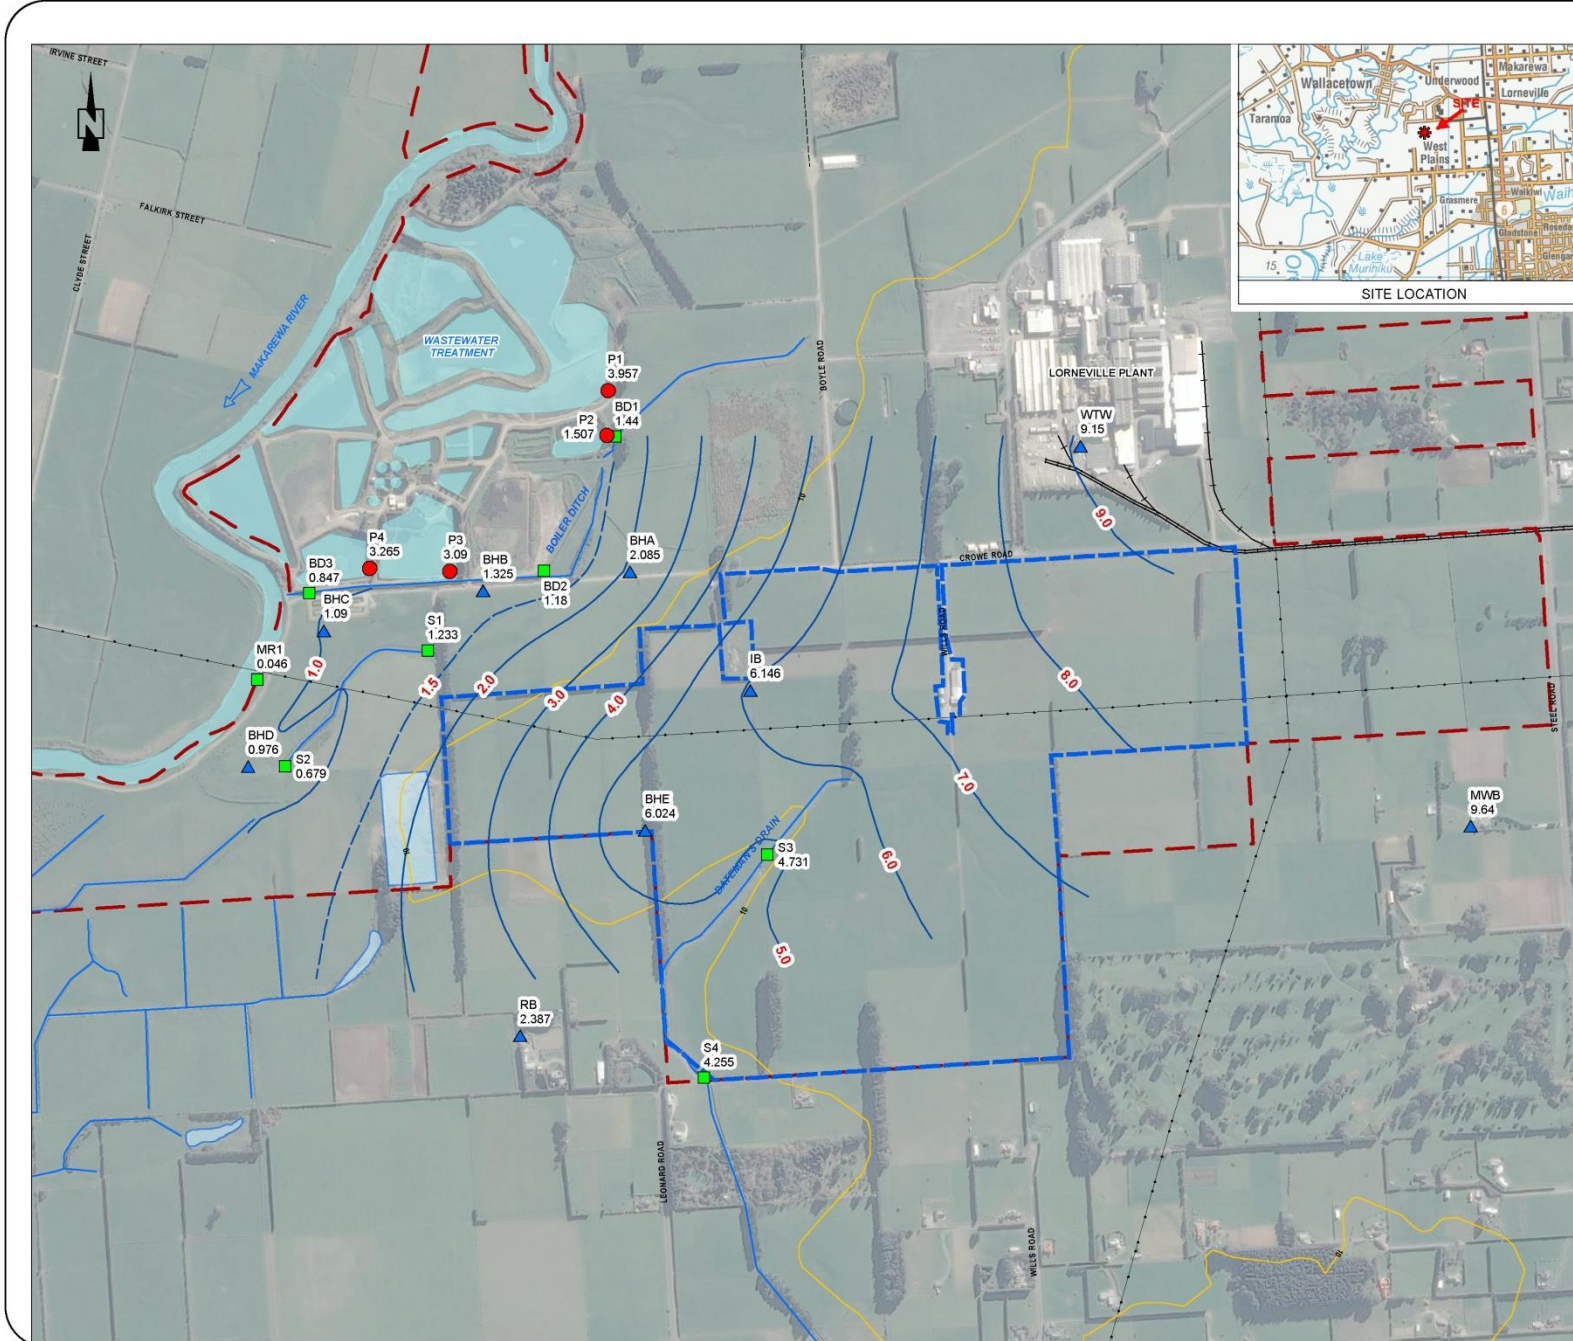 IRVINE STREET
N
FALKIRK STREET
CLYDE STREET
MAKAREWA RIVER
WASTEWATER
TREATMENT
P1
3.957
BD1
1.44
P2
1.507
BOYLE ROAD
LORNEVILLE PLANT
WTW
9.15
Wallacetown
Underwood
Makarewa
Lorneville
Taramoa
SITE
West
Plains
Waikiwi
Grasmere
6
Gladstone
Lake
Murihiku
15
SITE LOCATION
BOILER DITCH
10
9.0
P4
3.265
P3
3.09
BHB
1.325
BHA
2.085
CROWE ROAD
BD3
0.847
BD2
1.18
BHC
1.09
S1
1.233
WILLS ROAD
MR1
0.046
1.0
1.5
2.0
3.0
4.0
IB
6.146
8.0
STEEL ROAD
BHD
0.976
S2
0.679
7.0
BHE
6.024
MWB
9.64
BATEMAN'S DRAIN
S3
4.731
6.0
10
10
5.0
RB
2.387
S4
4.255
LEONARD ROAD
WILLS ROAD
10